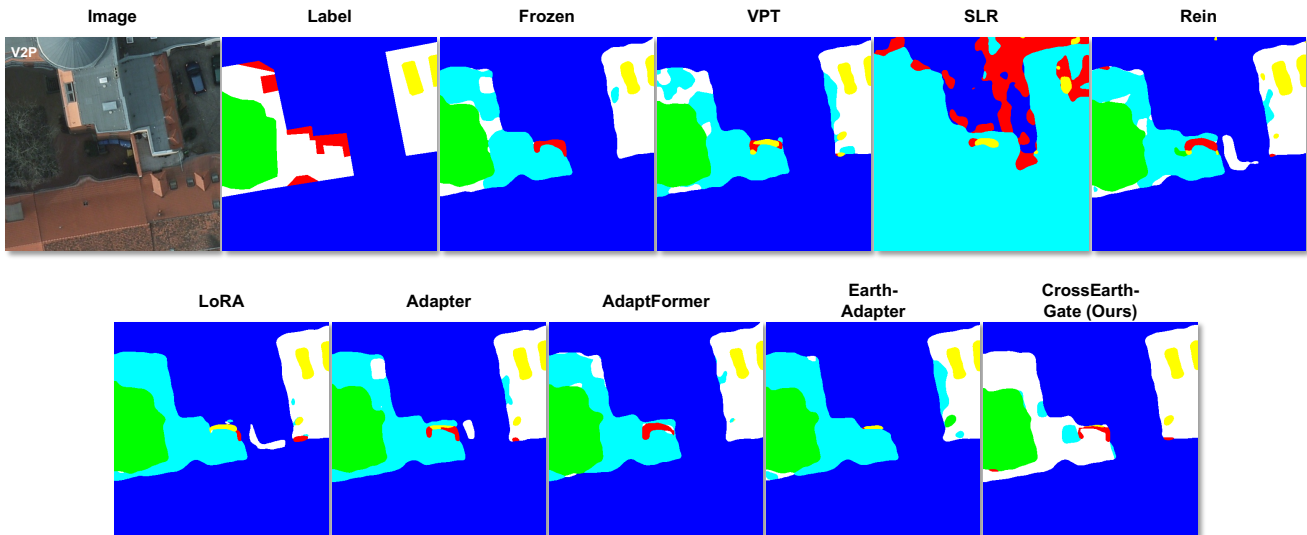 Image
Label
Frozen
VPT
SLR
Rein
V2P
LoRA
Adapter
AdaptFormer
Earth-
Adapter
CrossEarth-
Gate (Ours)